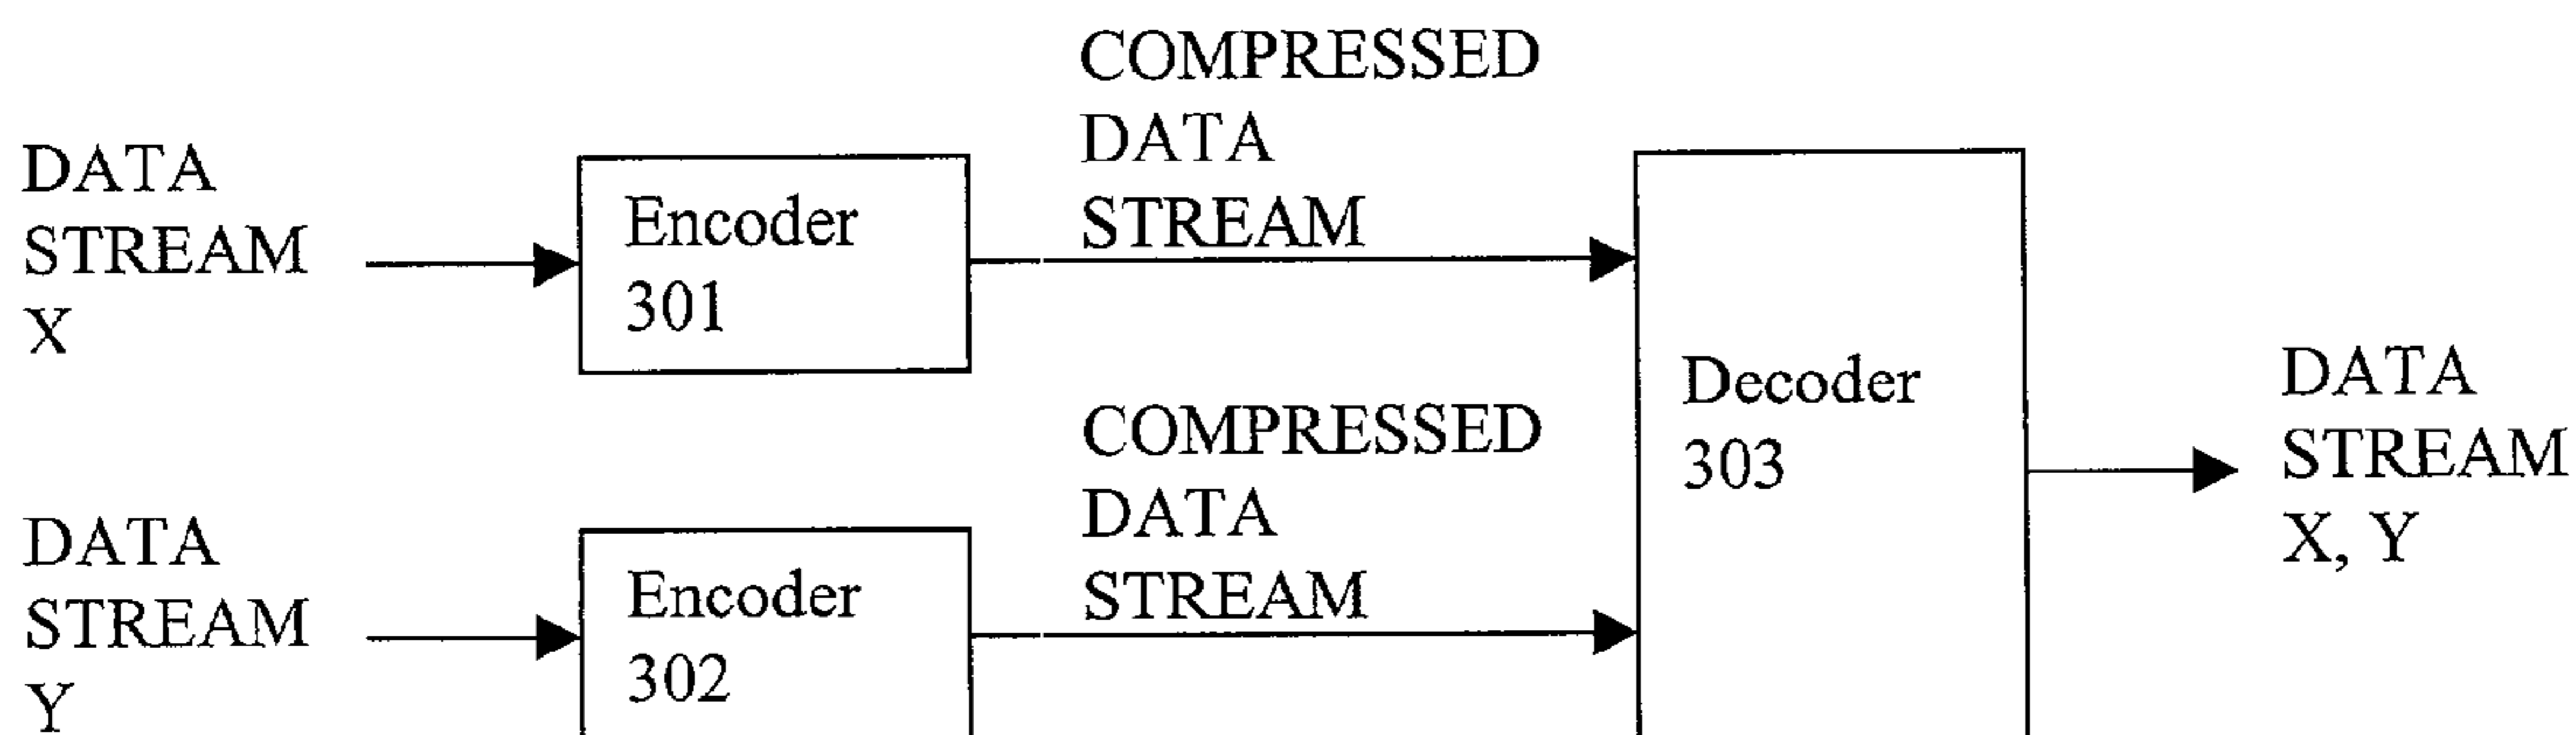 DATA
STREAM
X
Encoder
301
COMPRESSED
DATA
STREAM
DATA
STREAM
Y
Encoder
302
COMPRESSED
DATA
STREAM
Decoder
303
DATA
STREAM
X, Y